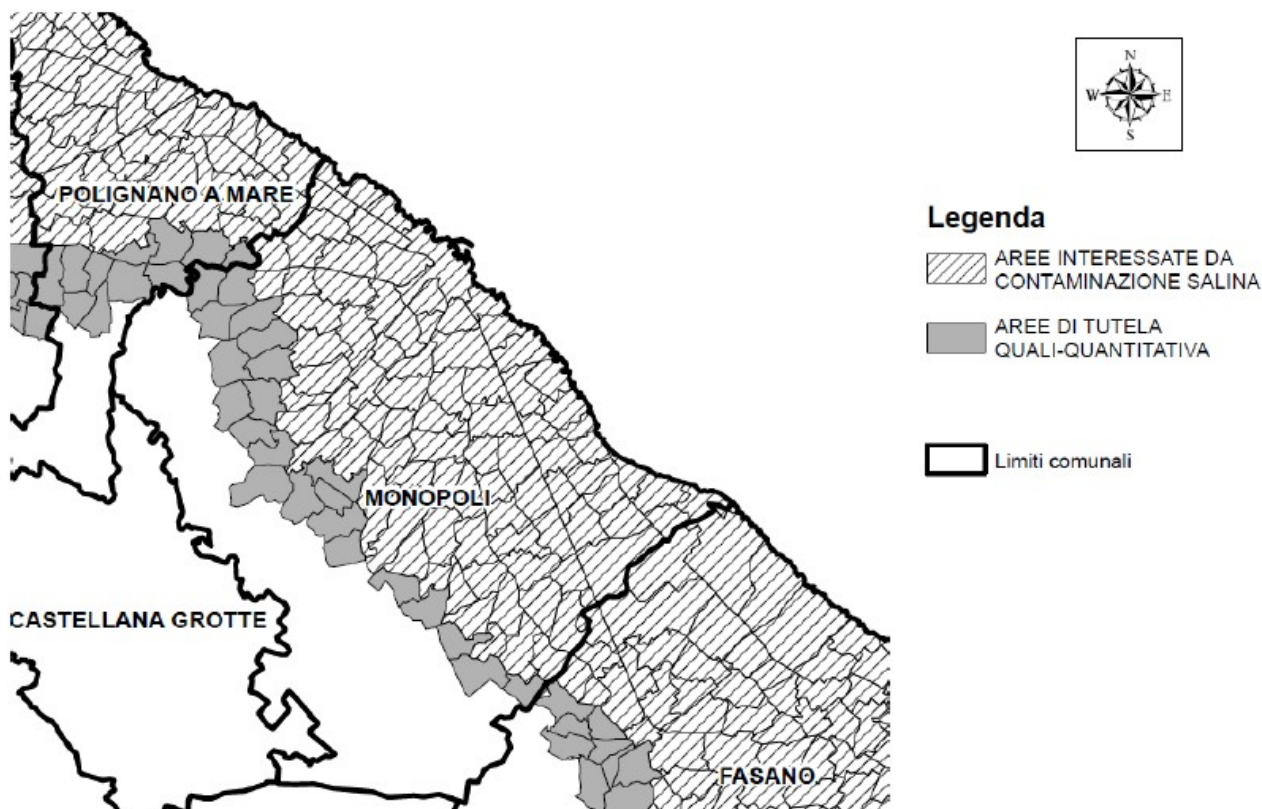 N
W E
S
Legenda
AREE INTERESSATE DA
CONTAMINAZIONE SALINA
AREE DI TUTELA
QUALI-QUANTITATIVA
Limiti comunali
POLIGNANO A MARE
MONOPOLI
CASTELLANA GROTTE
FASANO